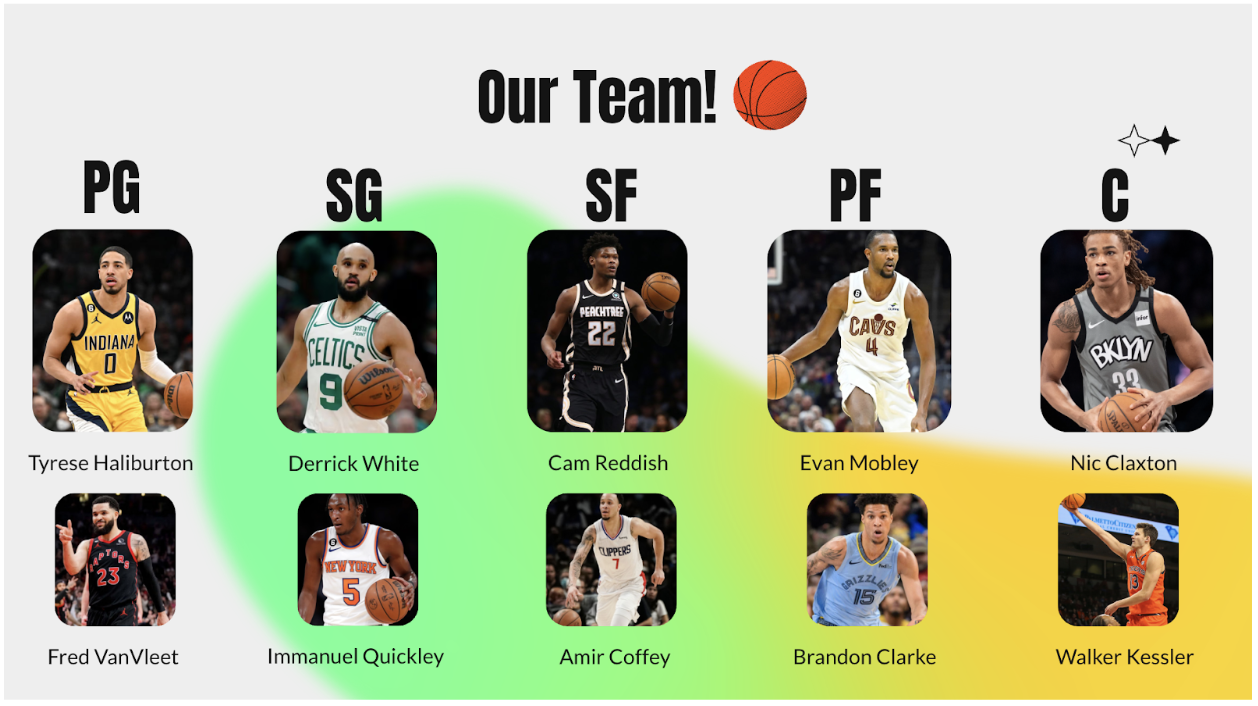 Our Team!
PG
SG
SF
PF
C
INDIANA
0
CELTICS
9
Wilson
PEACHTREE
22
ATL
CAVS
4
BKLYN
33
Tyrese Haliburton
Derrick White
Cam Reddish
Evan Mobley
Nic Claxton
RAPTORS
23
NEW YORK
5
CLIPPERS
7
GRIZZLIES
15
Fred VanVleet
Immanuel Quickley
Amir Coffey
Brandon Clarke
Walker Kessler